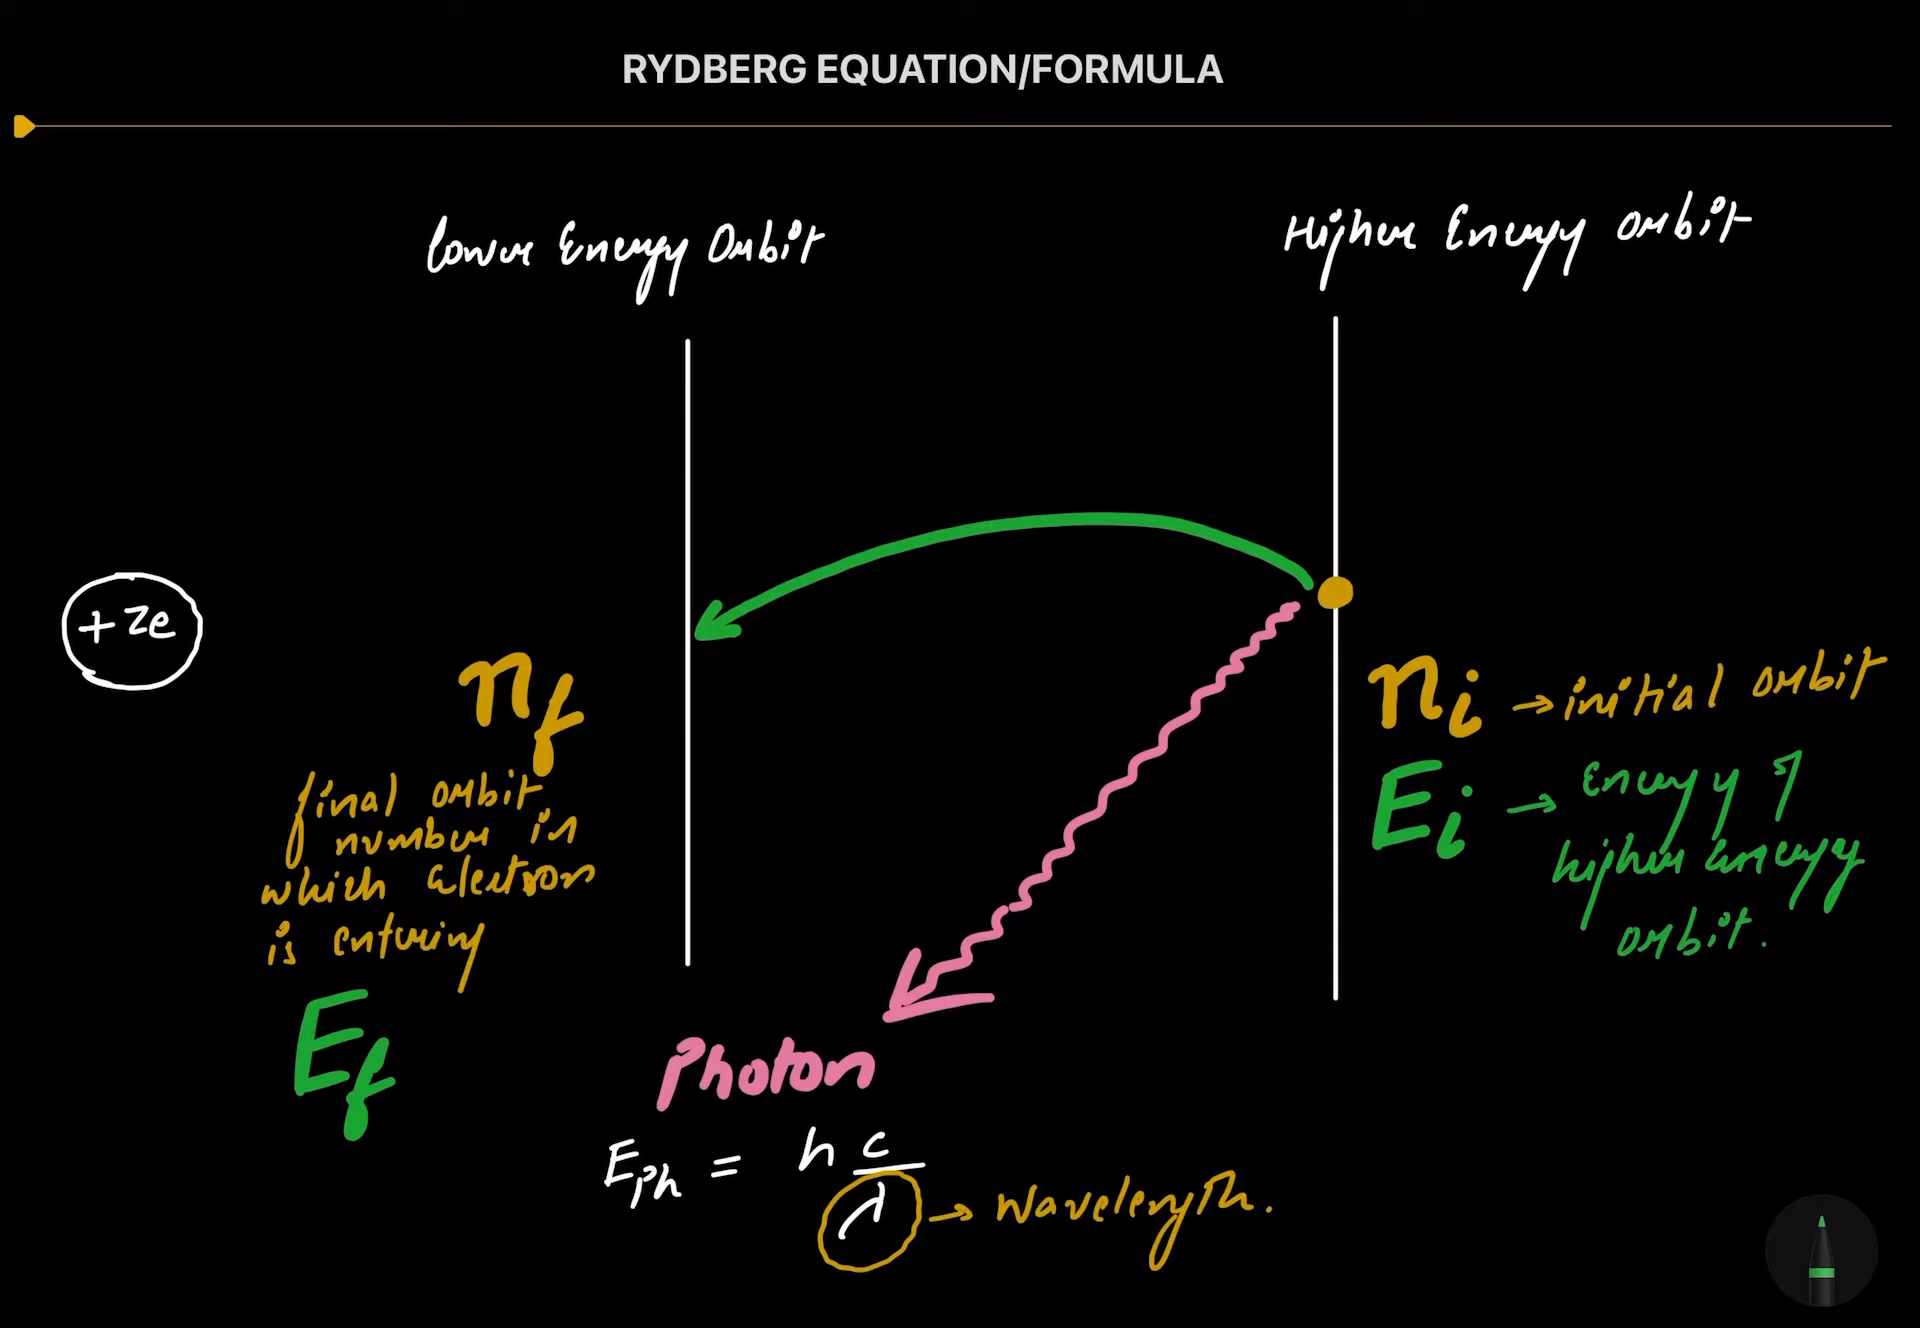 RYDBERG EQUATION/FORMULA
Lower Energy Orbit
Higher Energy orbit
+Ze
nf
ni → initial orbit
final orbit
number in
which electron
is entering
Ei → Energy of
higher energy
orbit.
Ef
Photon
Eph = h c/λ → Wavelength.